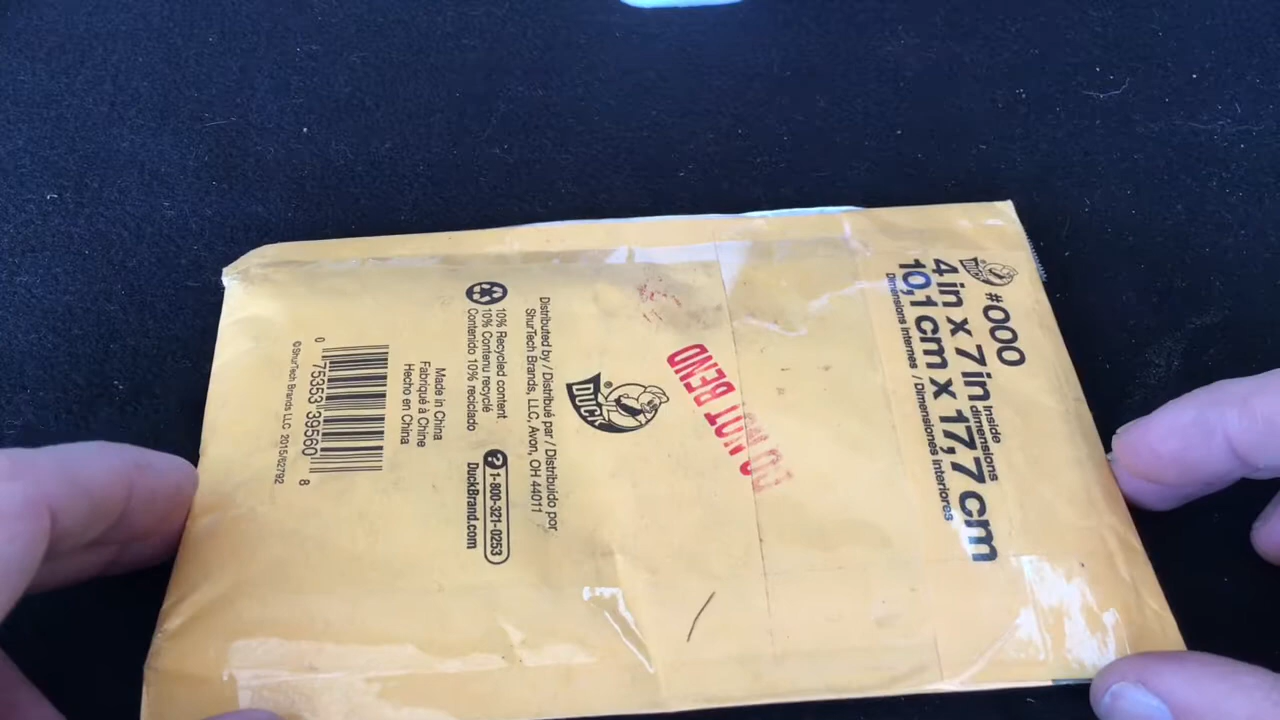 DUCK
#000
4 in x 7 in Inside dimensions
10,1 cm x 17,7 cm
Dimensions internes / Dimensiones interiores
DO NOT BEND
DUCK®
Distributed by / Distribué par / Distribuido por
ShurTech Brands, LLC, Avon, OH 44011
10% Recycled content
10% Contenu recyclé
Contenido 10% reciclado
? 1-800-321-0253
DuckBrand.com
Made in China
Fabriqué à Chine
Hecho en China
0 75353 39560 8
©ShurTech Brands LLC 2015/62792